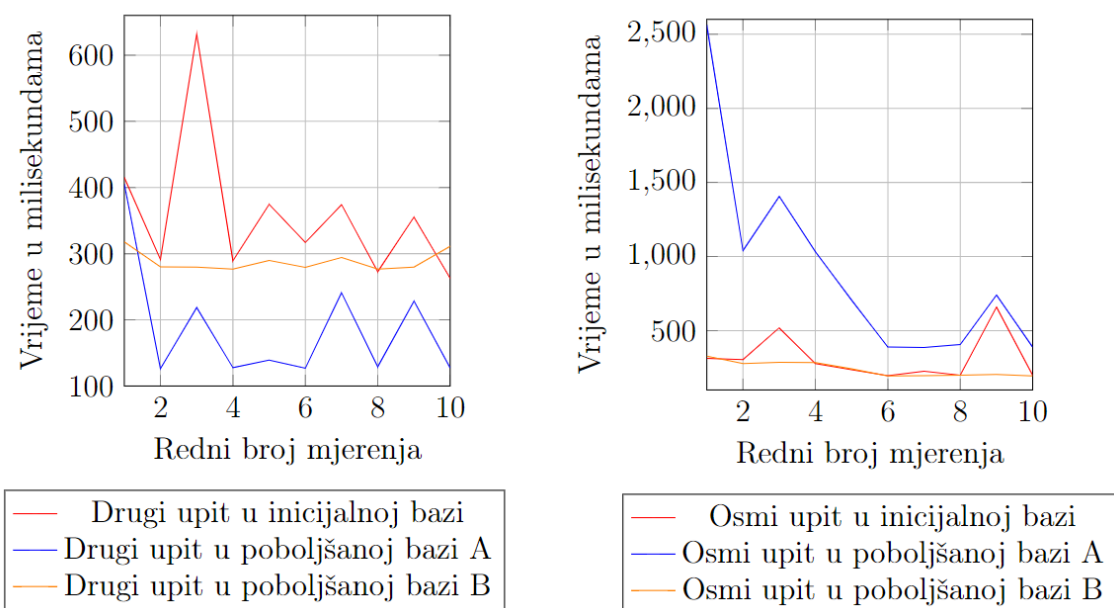 600
500
400
300
200
100
Vrijeme u milisekundama
2 4 6 8 10
Redni broj mjerenja
Drugi upit u inicijalnoj bazi
Drugi upit u poboljšanoj bazi A
Drugi upit u poboljšanoj bazi B
2,500
2,000
1,500
1,000
500
Vrijeme u milisekundama
2 4 6 8 10
Redni broj mjerenja
Osmi upit u inicijalnoj bazi
Osmi upit u poboljšanoj bazi A
Osmi upit u poboljšanoj bazi B